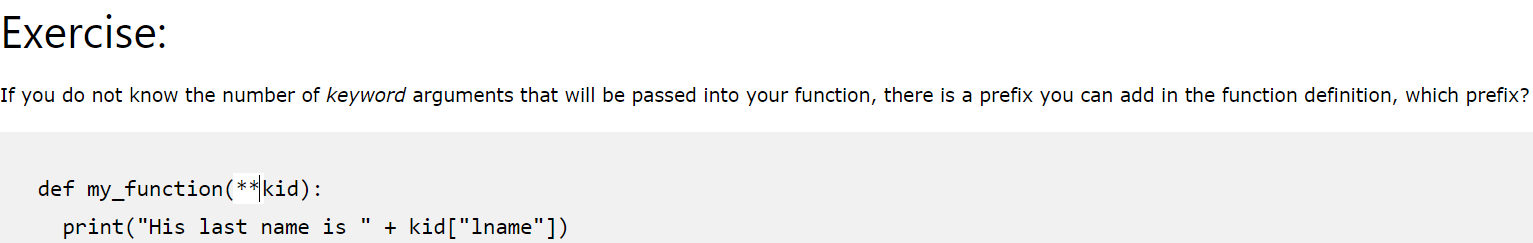 Exercise:
If you do not know the number of keyword arguments that will be passed into your function, there is a prefix you can add in the function definition, which prefix?
def my_function(**kid):
print("His last name is " + kid["lname"])